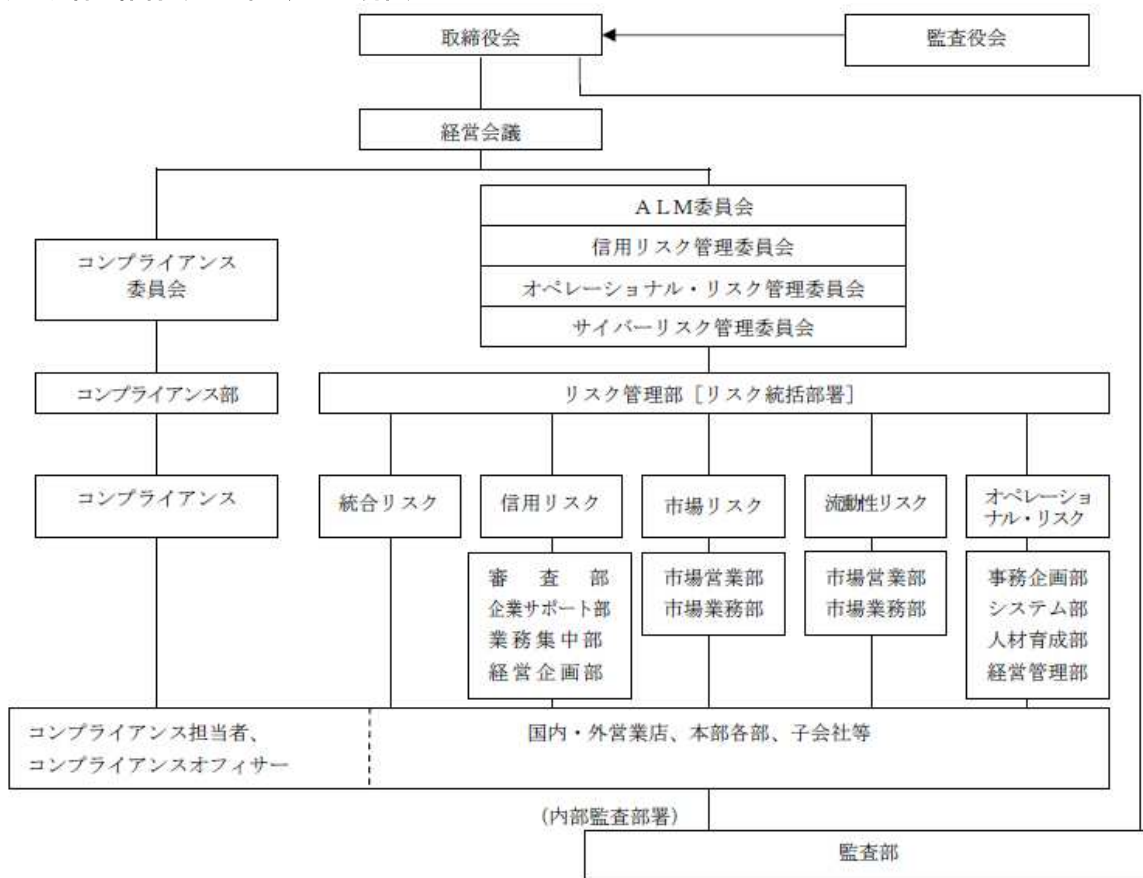 取締役会
監査役会
経営会議
ALM委員会
信用リスク管理委員会
オペレーショナル・リスク管理委員会
サイバーリスク管理委員会
コンプライアンス
委員会
コンプライアンス部
リスク管理部［リスク統括部署］
コンプライアンス
統合リスク
信用リスク
市場リスク
流動性リスク
オペレーショ
ナル・リスク
審査部
企業サポート部
業務集中部
経営企画部
市場営業部
市場業務部
市場営業部
市場業務部
事務企画部
システム部
人材育成部
経営管理部
コンプライアンス担当者、
コンプライアンスオフィサー
国内・外営業店、本部各部、子会社等
（内部監査部署）
監査部